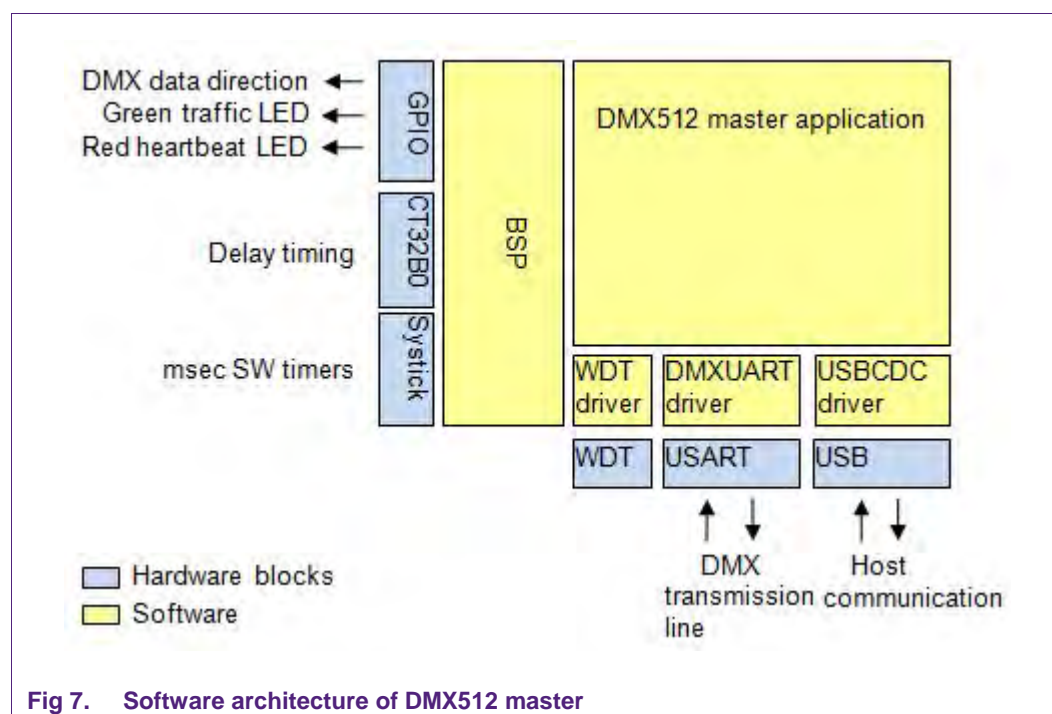 DMX data direction
Green traffic LED
Red heartbeat LED
GPIO
Delay timing
CT32B0
msec SW timers
Systick
BSP
DMX512 master application
WDT
driver
DMXUART
driver
USBCDC
driver
WDT
USART
USB
DMX
transmission
line
Host
communication
Hardware blocks
Software
Fig 7. Software architecture of DMX512 master